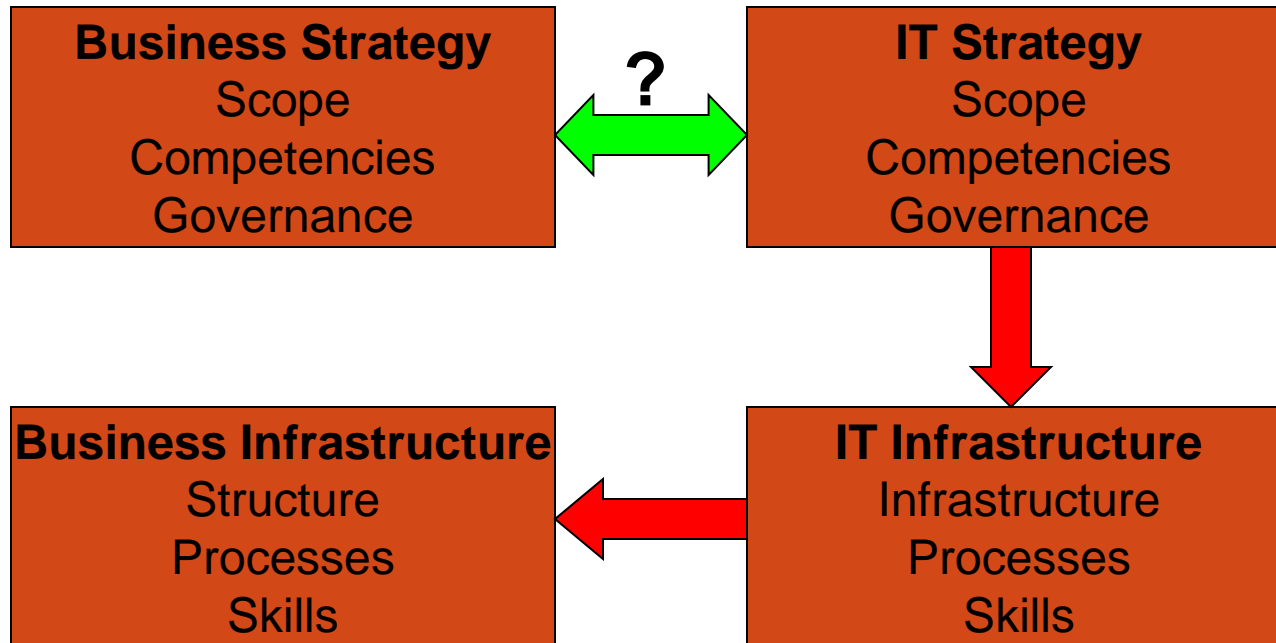 Business Strategy
Scope
Competencies
Governance
?
IT Strategy
Scope
Competencies
Governance
Business Infrastructure
Structure
Processes
Skills
IT Infrastructure
Infrastructure
Processes
Skills